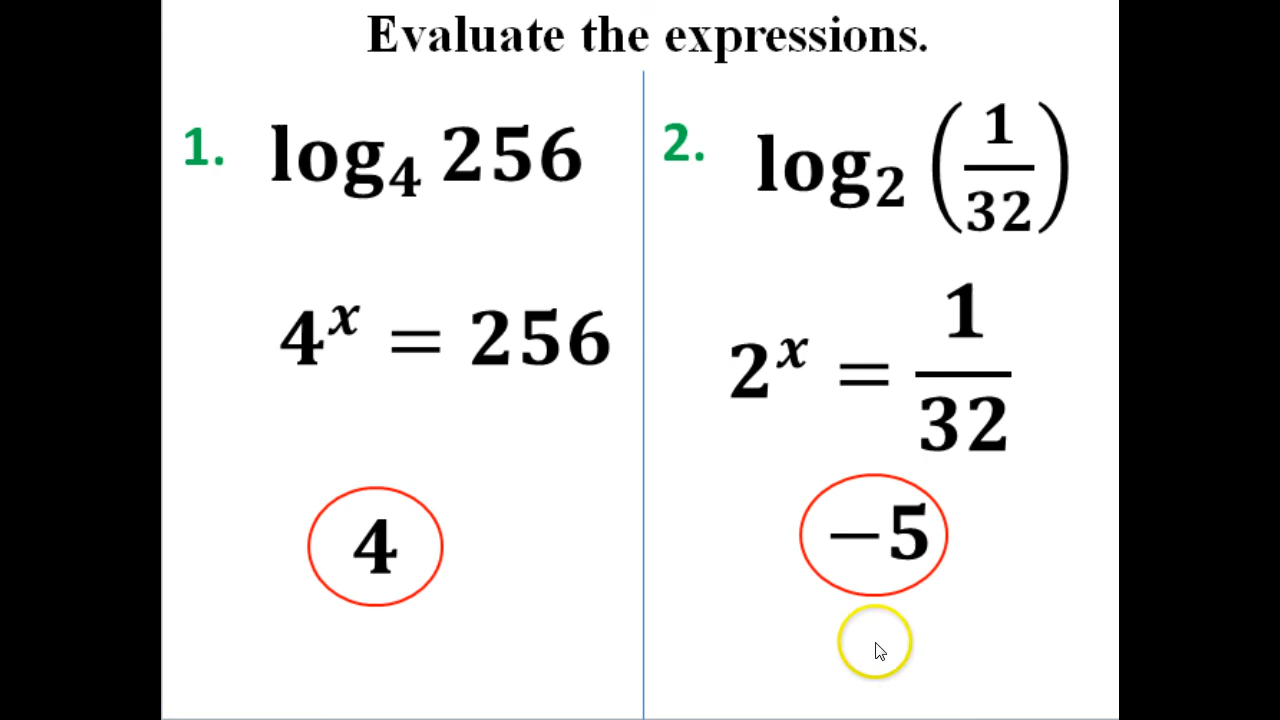 Evaluate the expressions.
1. log₄ 256
4ˣ = 256
4
2. log₂ (1/32)
2ˣ = 1/32
−5